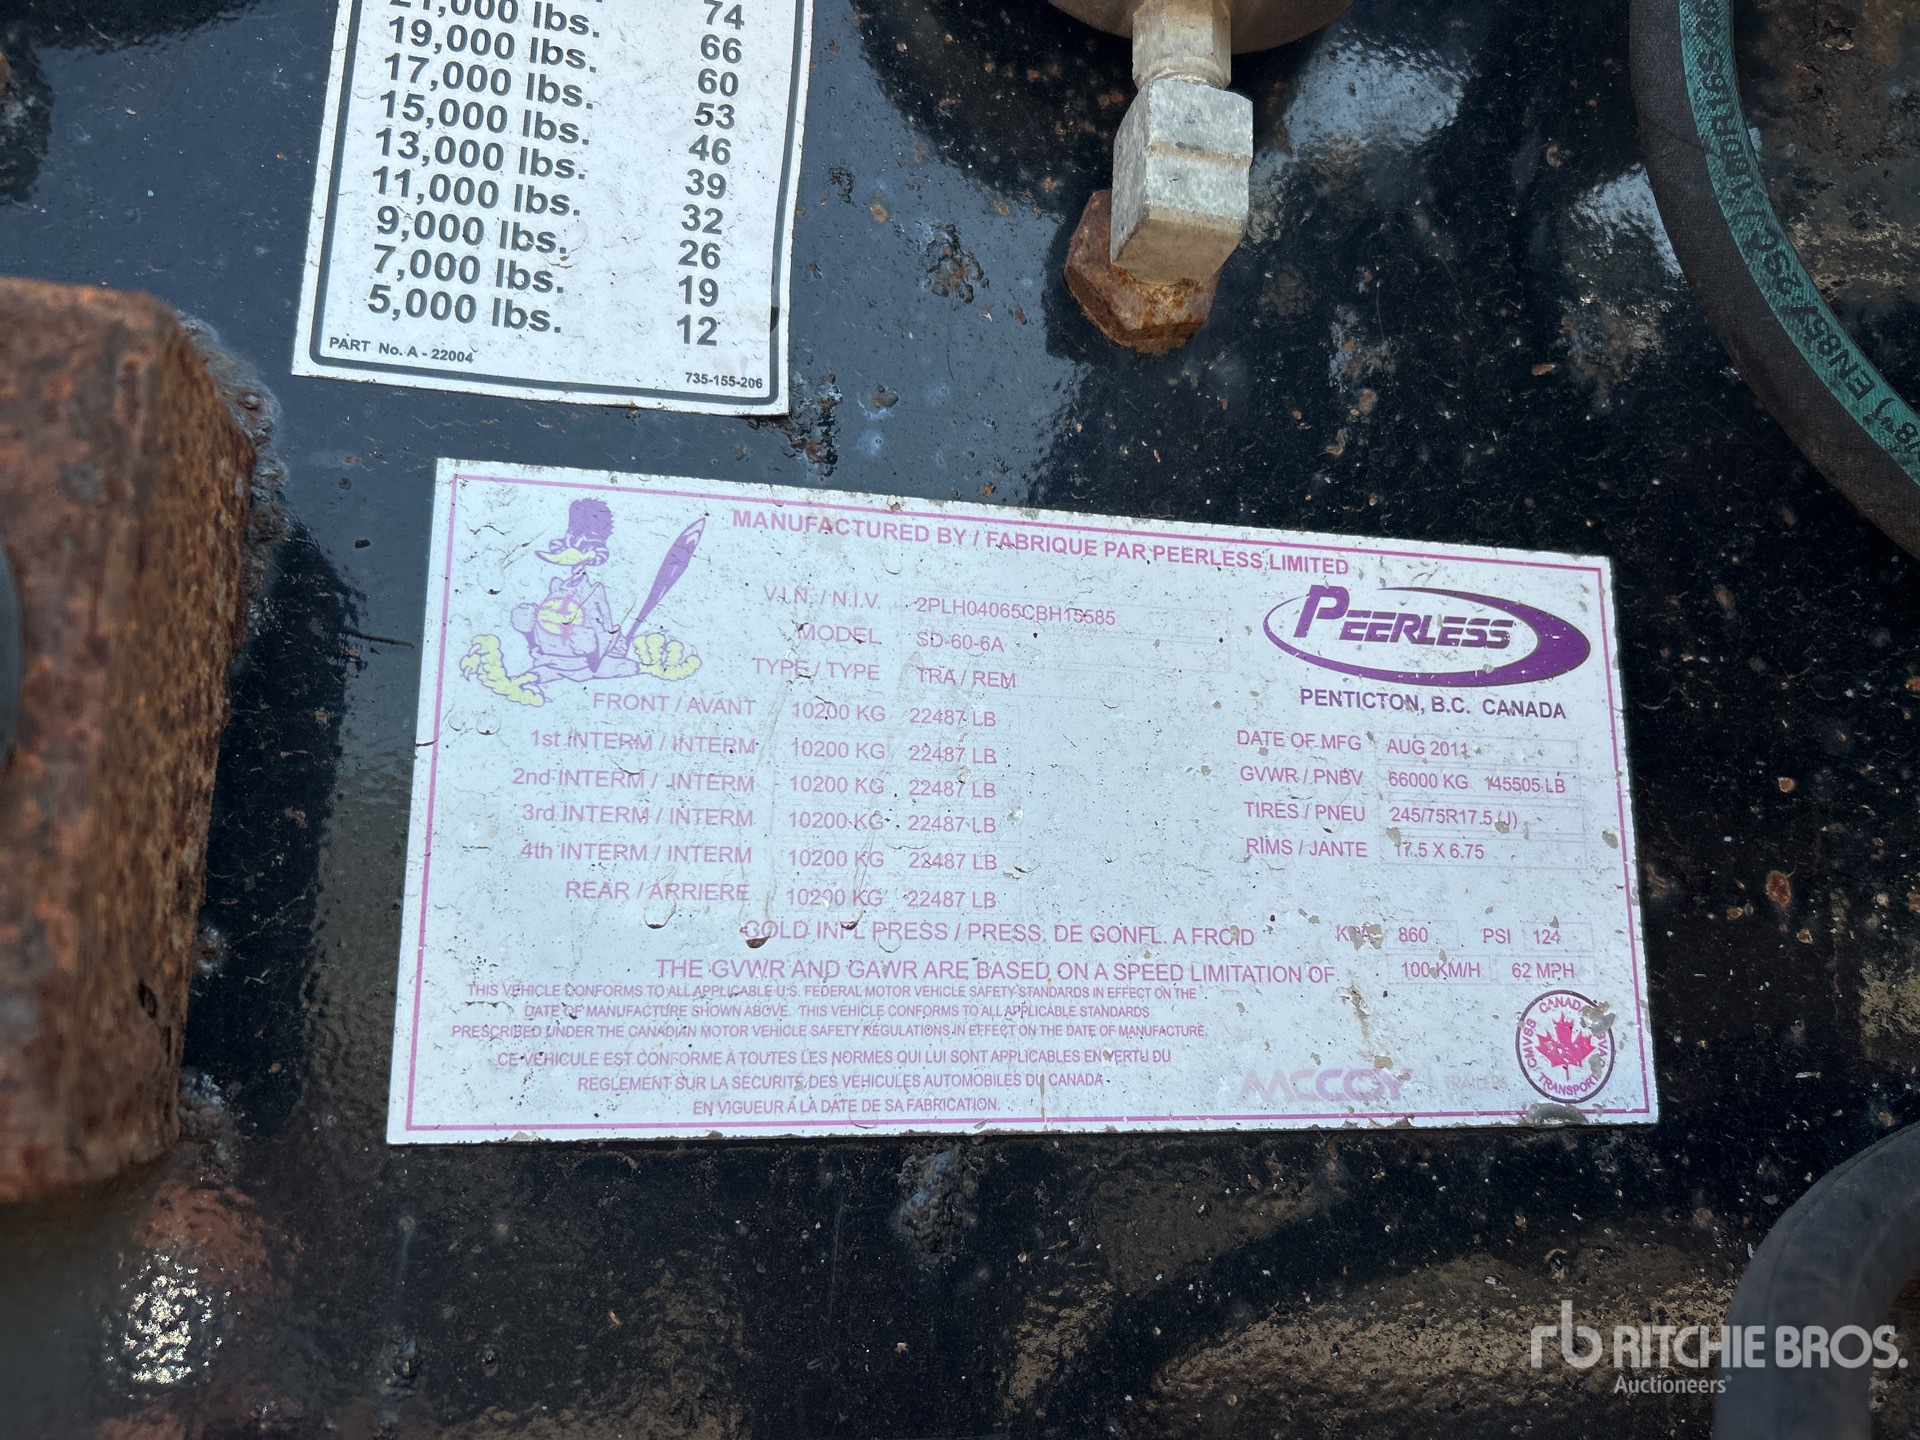 21,000 lbs. 74
19,000 lbs. 66
17,000 lbs. 60
15,000 lbs. 53
13,000 lbs. 46
11,000 lbs. 39
9,000 lbs. 32
7,000 lbs. 26
5,000 lbs. 19
12
PART No. A - 22004 735-155-206
MANUFACTURED BY / FABRIQUE PAR PEERLESS LIMITED
V.I.N. / N.I.V. 2PLH04065CBH15585
MODEL SD-60-6A
TYPE / TYPE TRA / REM
PEERLESS
PENTICTON, B.C. CANADA
FRONT / AVANT 10200 KG 22487 LB
1st INTERM / INTERM 10200 KG 22487 LB
2nd INTERM / INTERM 10200 KG 22487 LB
3rd INTERM / INTERM 10200 KG 22487 LB
4th INTERM / INTERM 10200 KG 22487 LB
REAR / ARRIERE 10200 KG 22487 LB
DATE OF MFG AUG 2011
GVWR / PNBV 66000 KG 145505 LB
TIRES / PNEU 245/75R17.5 (J)
RIMS / JANTE 17.5 X 6.75
COLD INFL PRESS / PRESS. DE GONFL. A FROID KPA 860 PSI 124
THE GVWR AND GAWR ARE BASED ON A SPEED LIMITATION OF 100 KM/H 62 MPH
THIS VEHICLE CONFORMS TO ALL APPLICABLE U.S. FEDERAL MOTOR VEHICLE SAFETY STANDARDS IN EFFECT ON THE
DATE OF MANUFACTURE SHOWN ABOVE. THIS VEHICLE CONFORMS TO ALL APPLICABLE STANDARDS
PRESCRIBED UNDER THE CANADIAN MOTOR VEHICLE SAFETY REGULATIONS IN EFFECT ON THE DATE OF MANUFACTURE.
CE VEHICULE EST CONFORME À TOUTES LES NORMES QUI LUI SONT APPLICABLES EN VERTU DU
REGLEMENT SUR LA SÉCURITÉ DES VÉHICULES AUTOMOBILES DU CANADA
EN VIGUEUR À LA DATE DE SA FABRICATION.
MCCOY TRAILERS
CANADA
CMVSS
TRANSPORT
rb RITCHIE BROS.
Auctioneers